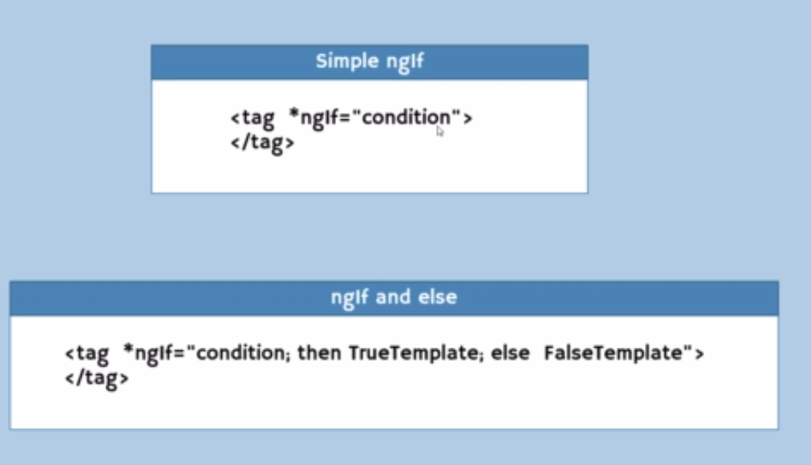 Simple ngIf
<tag *ngIf="condition">
</tag>
ngIf and else
<tag *ngIf="condition; then TrueTemplate; else FalseTemplate">
</tag>